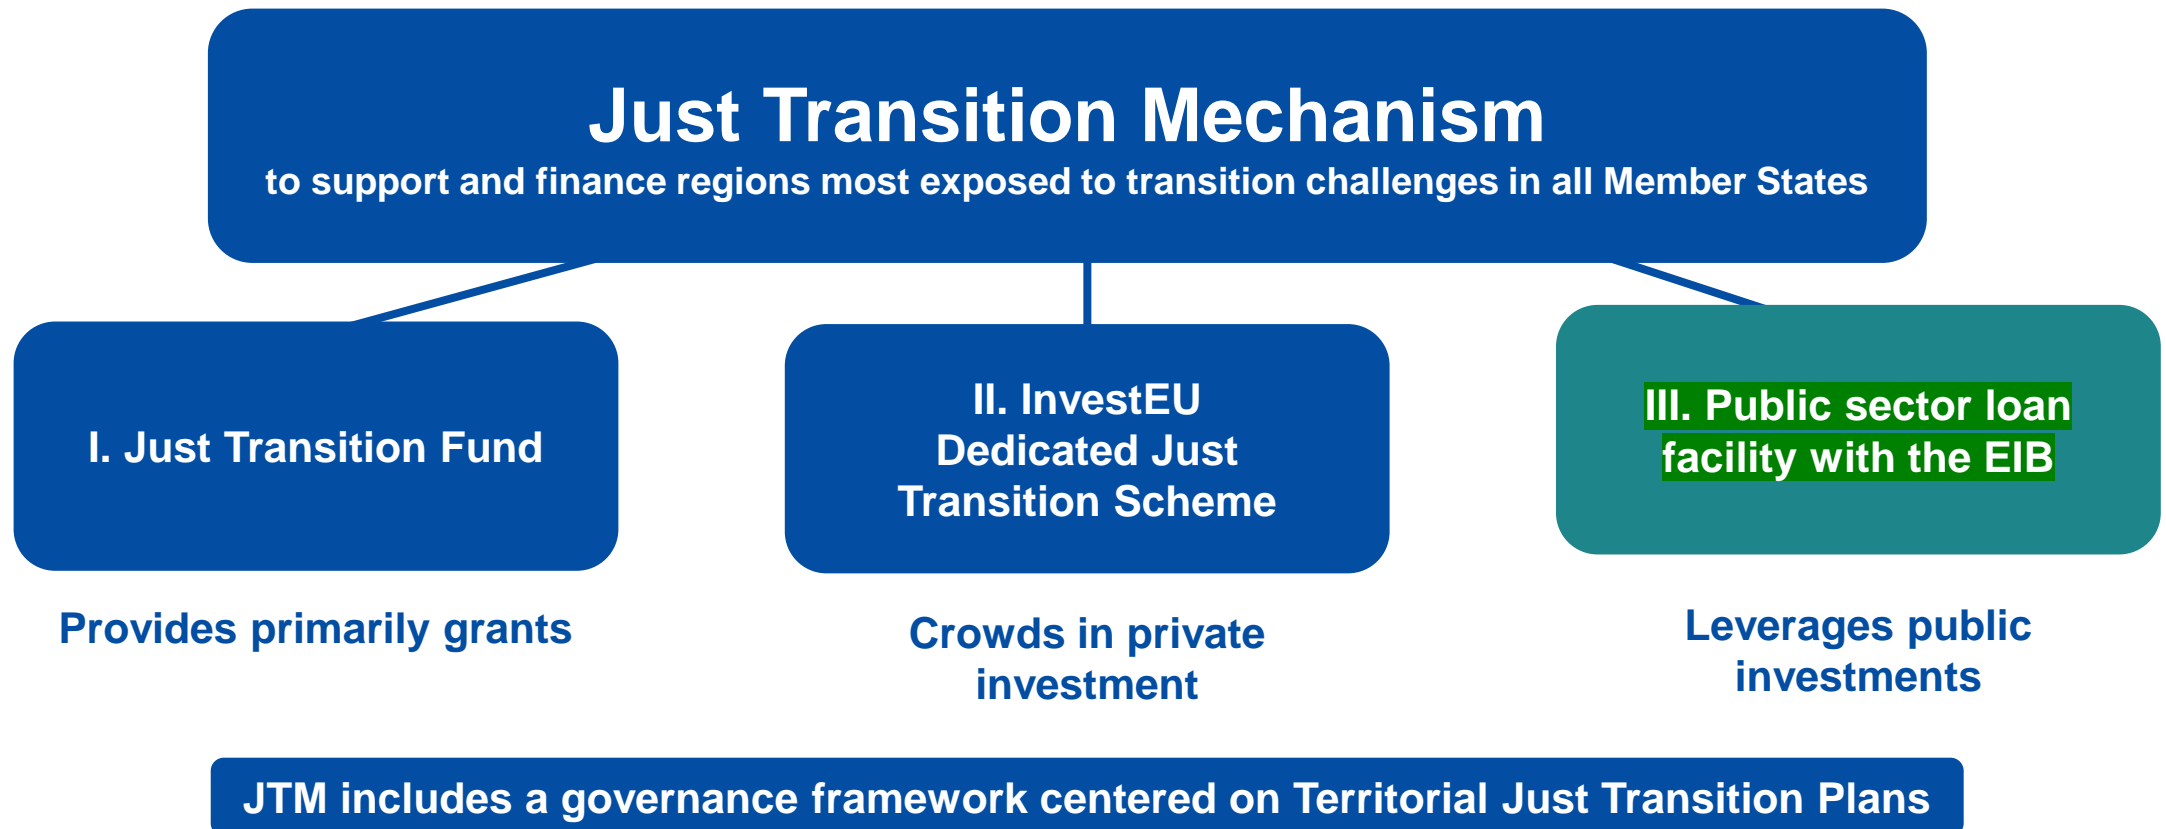 Just Transition Mechanism
to support and finance regions most exposed to transition challenges in all Member States
I. Just Transition Fund
Provides primarily grants
II. InvestEU
Dedicated Just
Transition Scheme
Crowds in private
investment
III. Public sector loan
facility with the EIB
Leverages public
investments
JTM includes a governance framework centered on Territorial Just Transition Plans